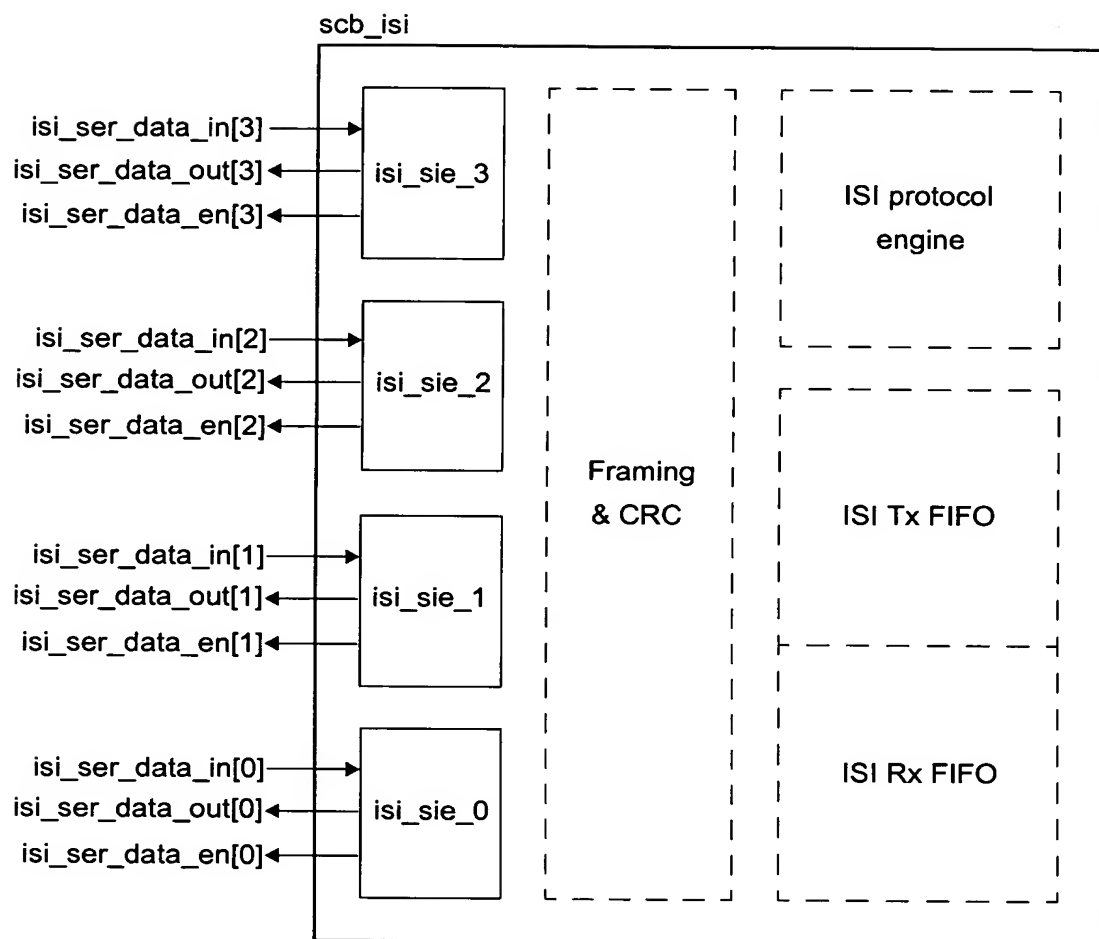 scb_isi
isi_ser_data_in[3]
isi_ser_data_out[3]
isi_ser_data_en[3]
isi_sie_3
isi_ser_data_in[2]
isi_ser_data_out[2]
isi_ser_data_en[2]
isi_sie_2
isi_ser_data_in[1]
isi_ser_data_out[1]
isi_ser_data_en[1]
isi_sie_1
isi_ser_data_in[0]
isi_ser_data_out[0]
isi_ser_data_en[0]
isi_sie_0
Framing
& CRC
ISI protocol
engine
ISI Tx FIFO
ISI Rx FIFO